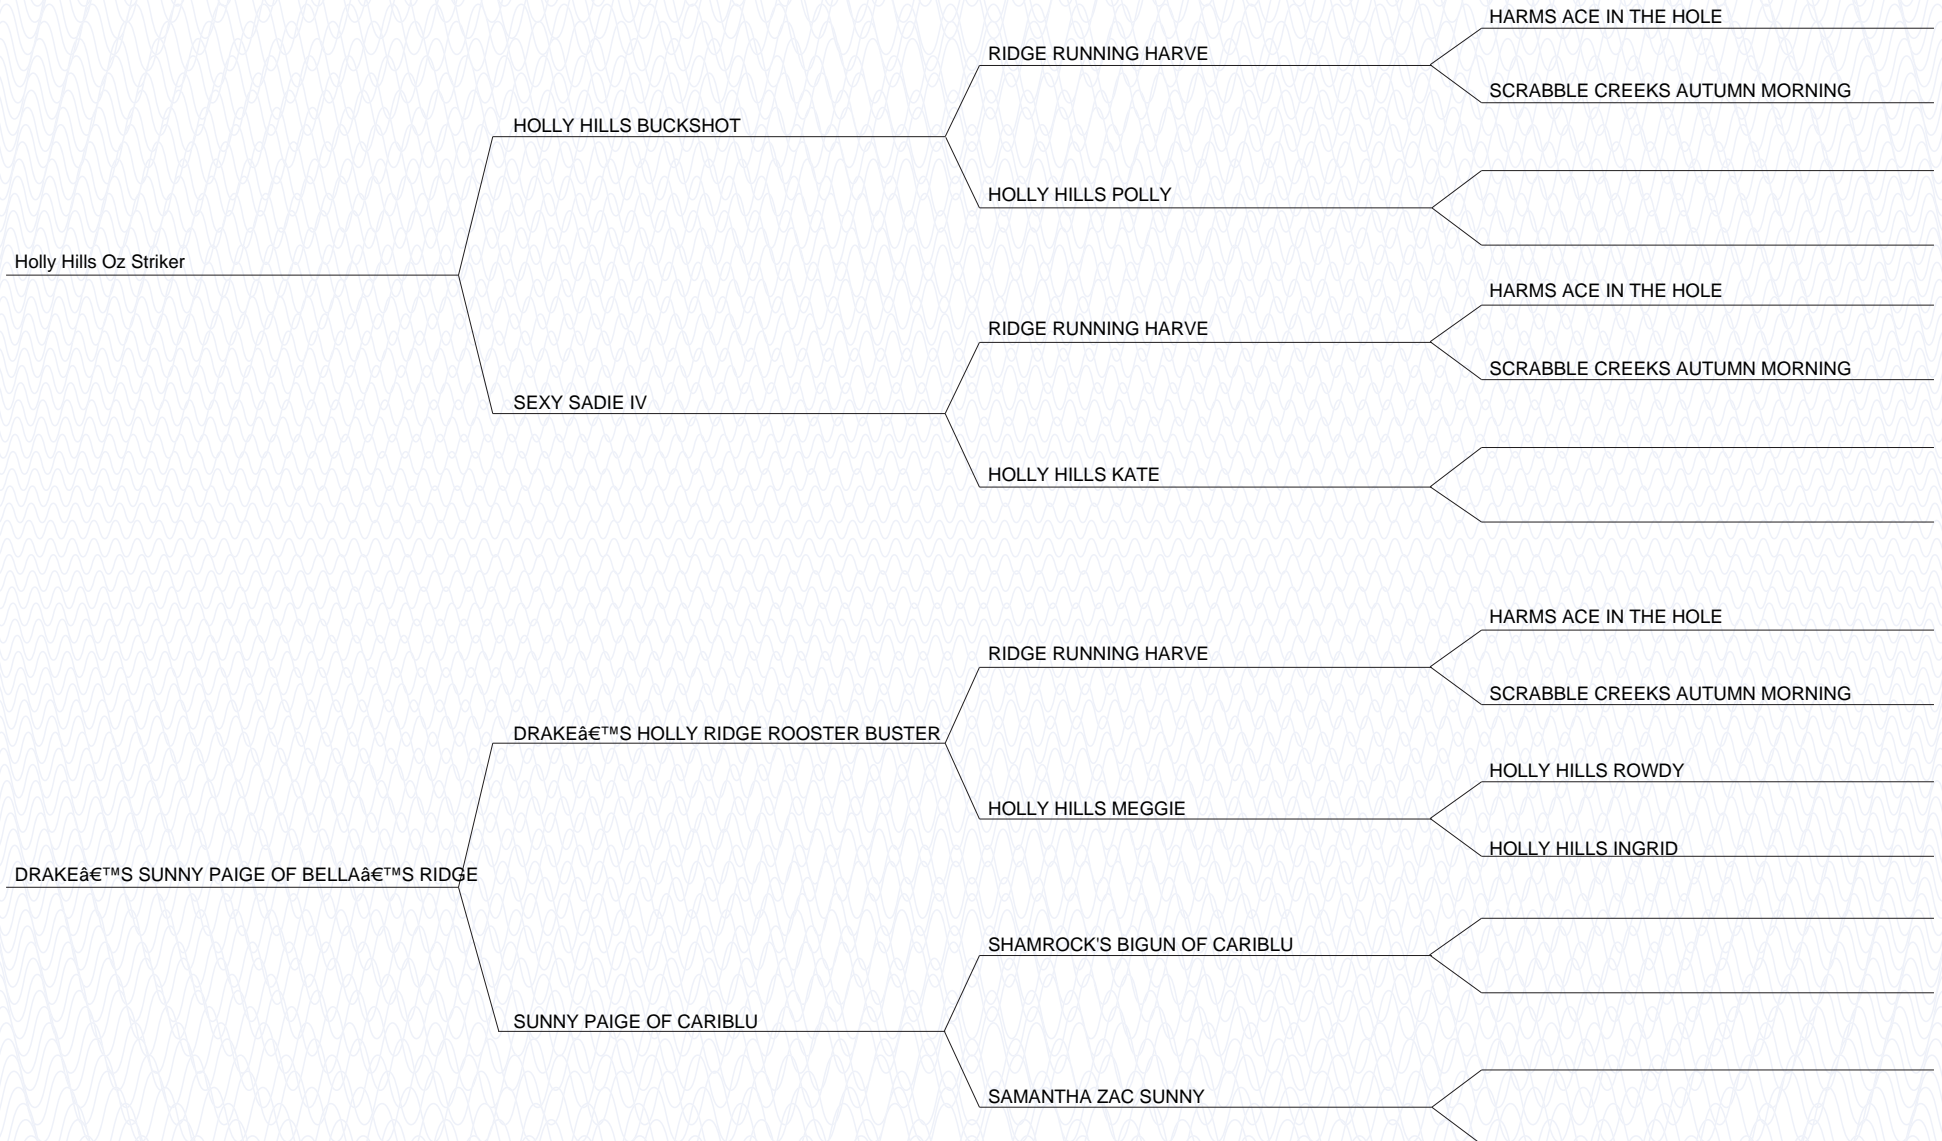 HARMS ACE IN THE HOLE
RIDGE RUNNING HARVE
SCRABBLE CREEKS AUTUMN MORNING
HOLLY HILLS BUCKSHOT
HOLLY HILLS POLLY
Holly Hills Oz Striker
HARMS ACE IN THE HOLE
RIDGE RUNNING HARVE
SCRABBLE CREEKS AUTUMN MORNING
SEXY SADIE IV
HOLLY HILLS KATE
HARMS ACE IN THE HOLE
RIDGE RUNNING HARVE
SCRABBLE CREEKS AUTUMN MORNING
DRAKEâ€™S HOLLY RIDGE ROOSTER BUSTER
HOLLY HILLS ROWDY
HOLLY HILLS MEGGIE
HOLLY HILLS INGRID
DRAKEâ€™S SUNNY PAIGE OF BELLAâ€™S RIDGE
SHAMROCK'S BIGUN OF CARIBLU
SUNNY PAIGE OF CARIBLU
SAMANTHA ZAC SUNNY